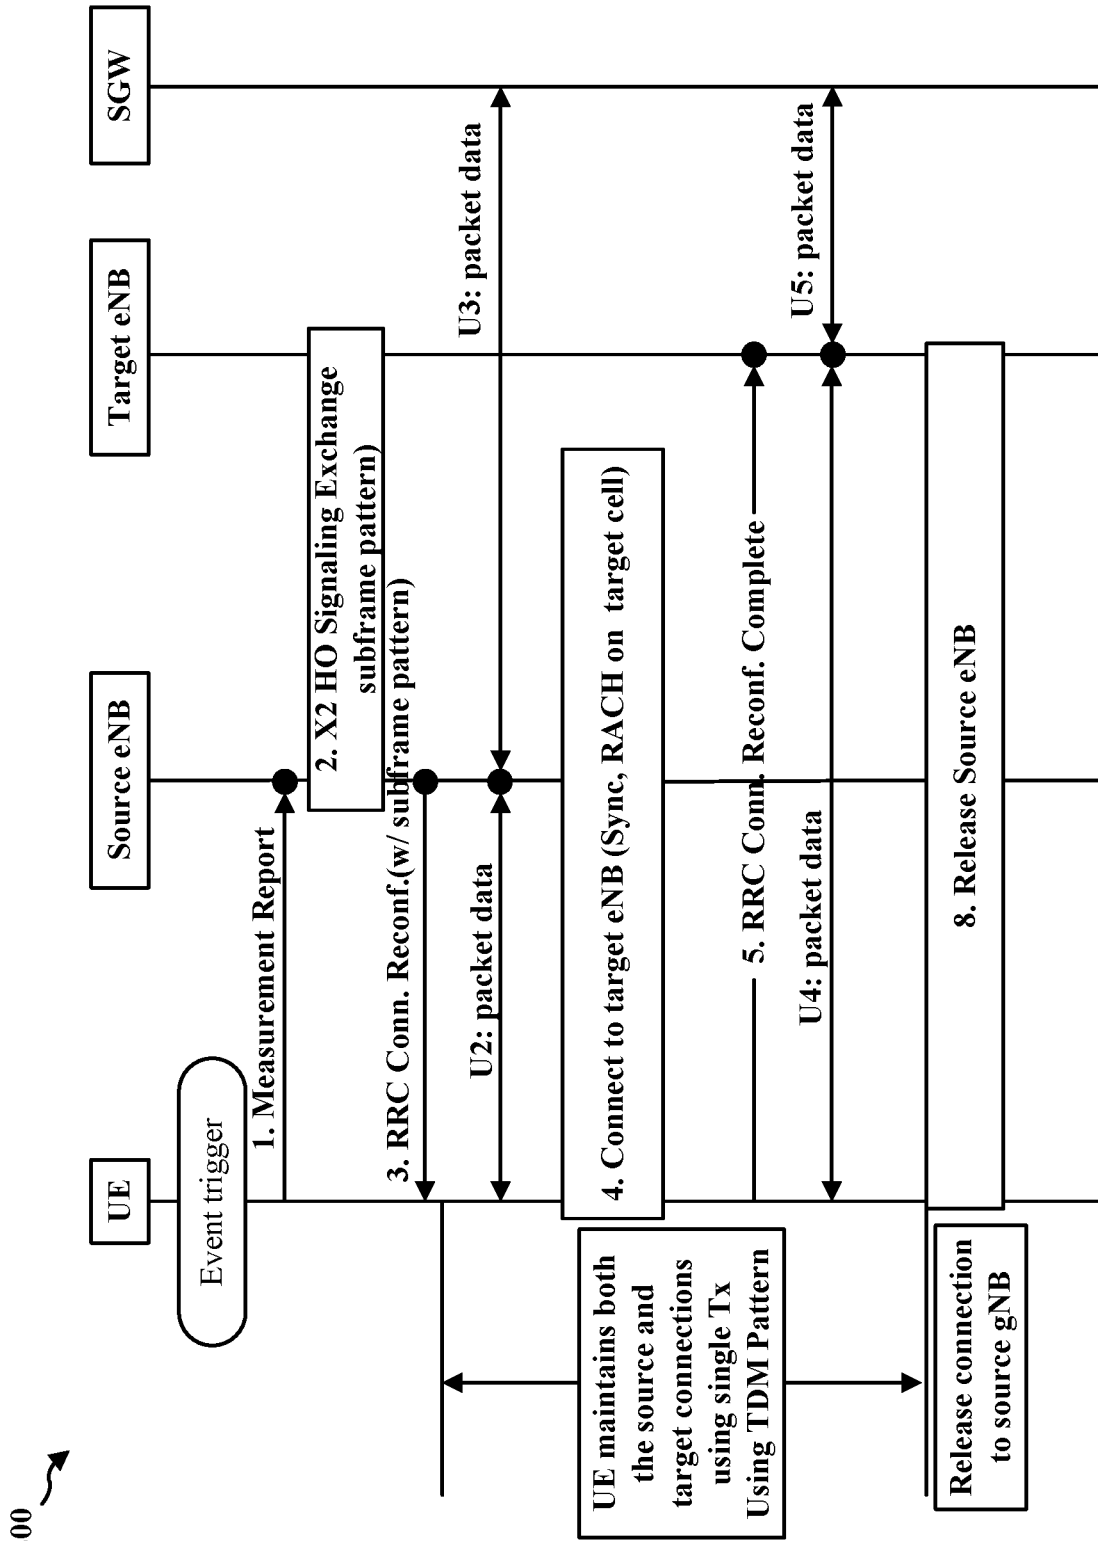 00
UE
Source eNB
Target eNB
SGW
Event trigger
1. Measurement Report
2. X2 HO Signaling Exchange
subframe pattern)
3. RRC Conn. Reconf.(w/ subframe pattern)
U2: packet data
U3: packet data
4. Connect to target eNB (Sync, RACH on target cell)
UE maintains both
the source and
target connections
using single Tx
Using TDM Pattern
5. RRC Conn. Reconf. Complete
U4: packet data
U5: packet data
8. Release Source eNB
Release connection
to source gNB